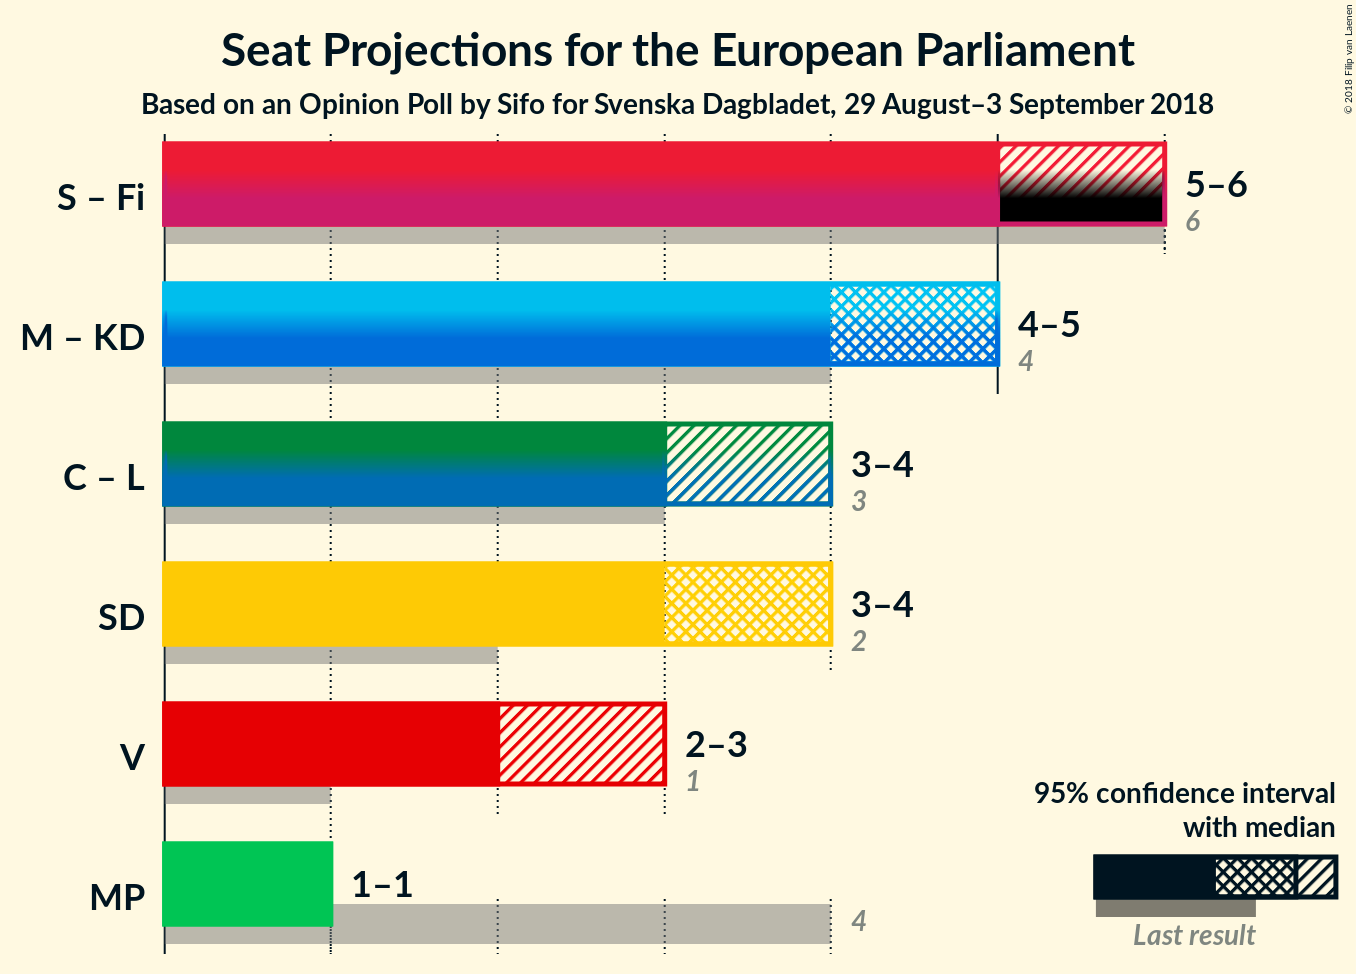 Seat Projections for the European Parliament
Based on an Opinion Poll by Sifo for Svenska Dagbladet, 29 August–3 September 2018
© 2018 Filip van Laenen
S – Fi
5–6
6
M – KD
4–5
4
C – L
3–4
3
SD
3–4
2
V
2–3
1
MP
1–1
4
95% confidence interval
with median
Last result